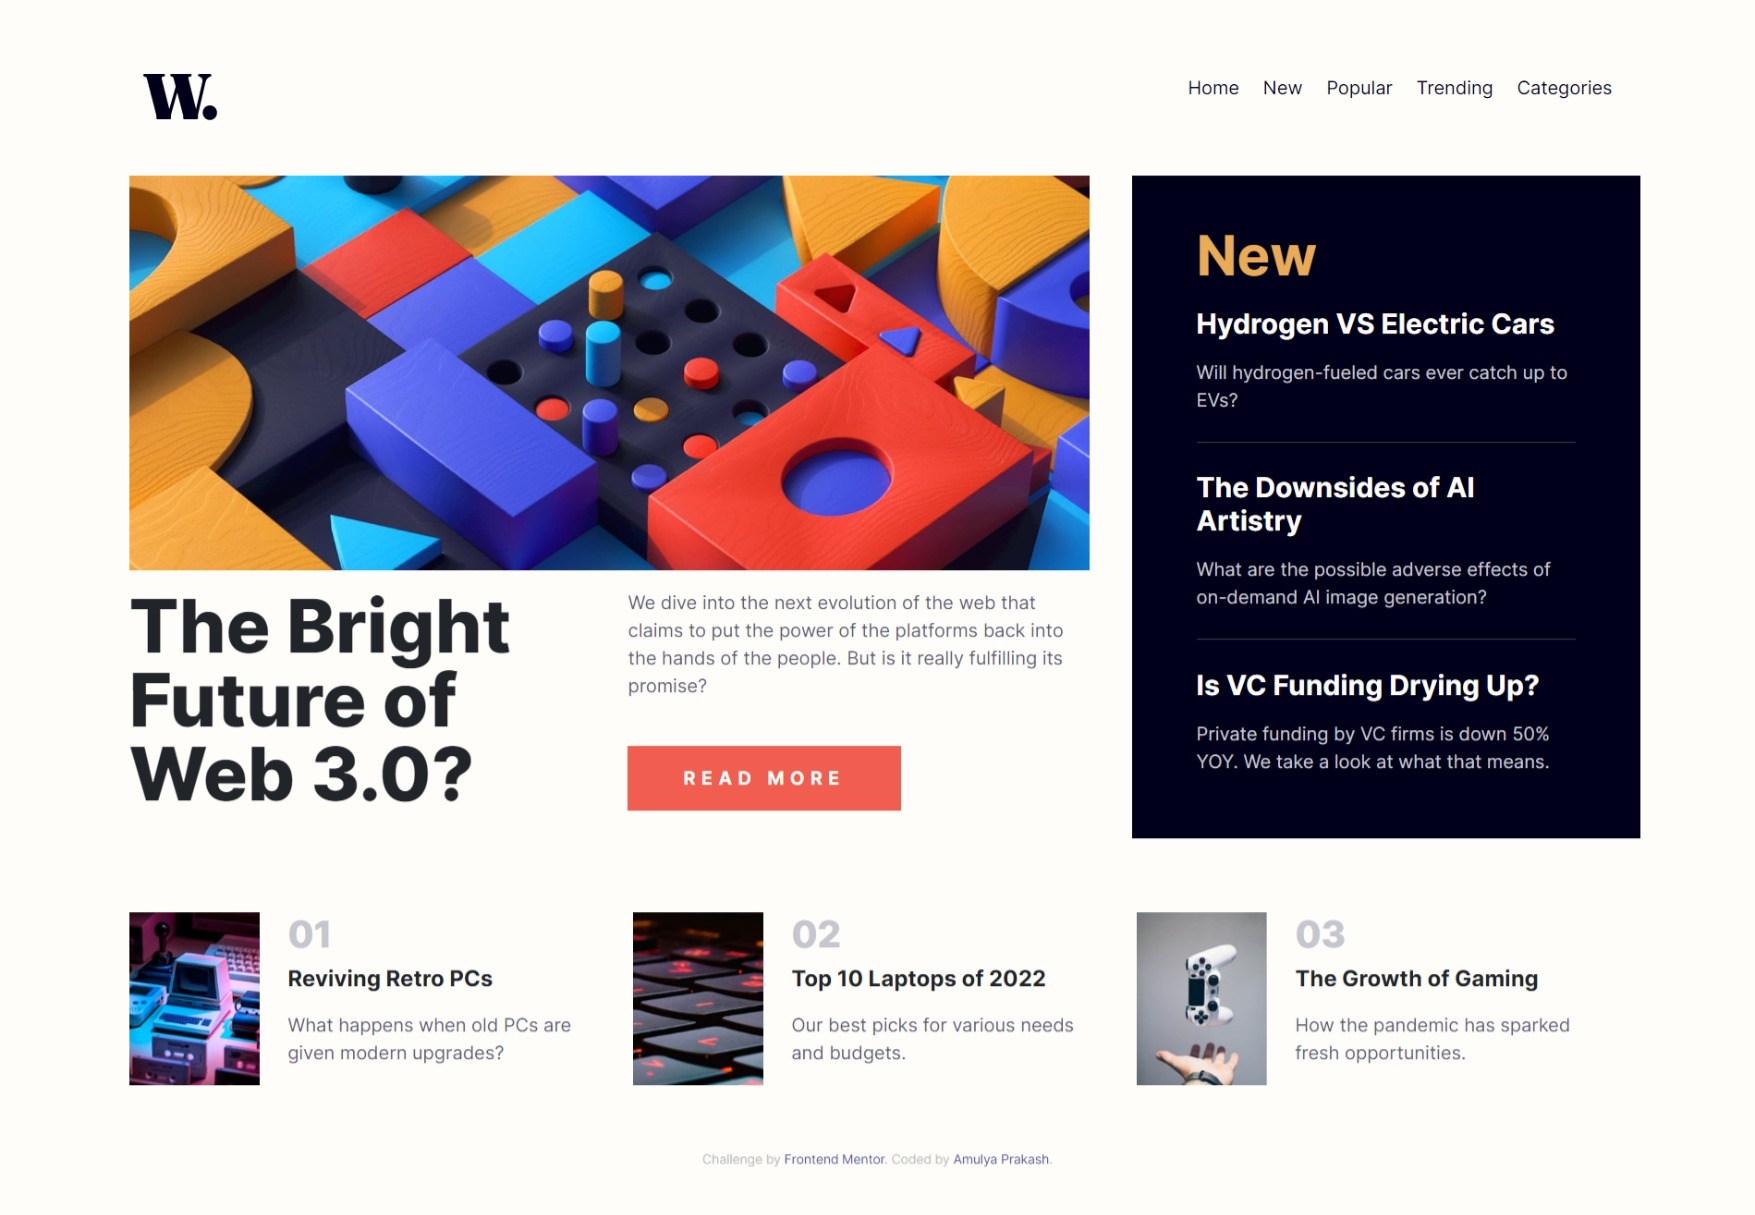 W.
Home New Popular Trending Categories
The Bright
Future of
Web 3.0?
We dive into the next evolution of the web that
claims to put the power of the platforms back into
the hands of the people. But is it really fulfilling its
promise?
READ MORE
New
Hydrogen VS Electric Cars
Will hydrogen-fueled cars ever catch up to
EVs?
The Downsides of AI
Artistry
What are the possible adverse effects of
on-demand AI image generation?
Is VC Funding Drying Up?
Private funding by VC firms is down 50%
YOY. We take a look at what that means.
01
Reviving Retro PCs
What happens when old PCs are
given modern upgrades?
02
Top 10 Laptops of 2022
Our best picks for various needs
and budgets.
03
The Growth of Gaming
How the pandemic has sparked
fresh opportunities.
Challenge by Frontend Mentor. Coded by Amulya Prakash.